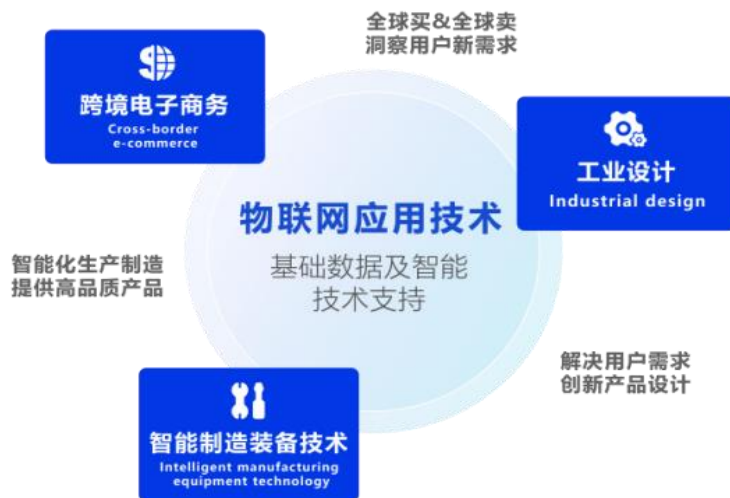 全球买&全球卖
洞察用户新需求
跨境电子商务
Cross-border
e-commerce
工业设计
Industrial design
物联网应用技术
基础数据及智能
技术支持
智能化生产制造
提供高品质产品
解决用户需求
创新产品设计
智能制造装备技术
Intelligent manufacturing
equipment technology